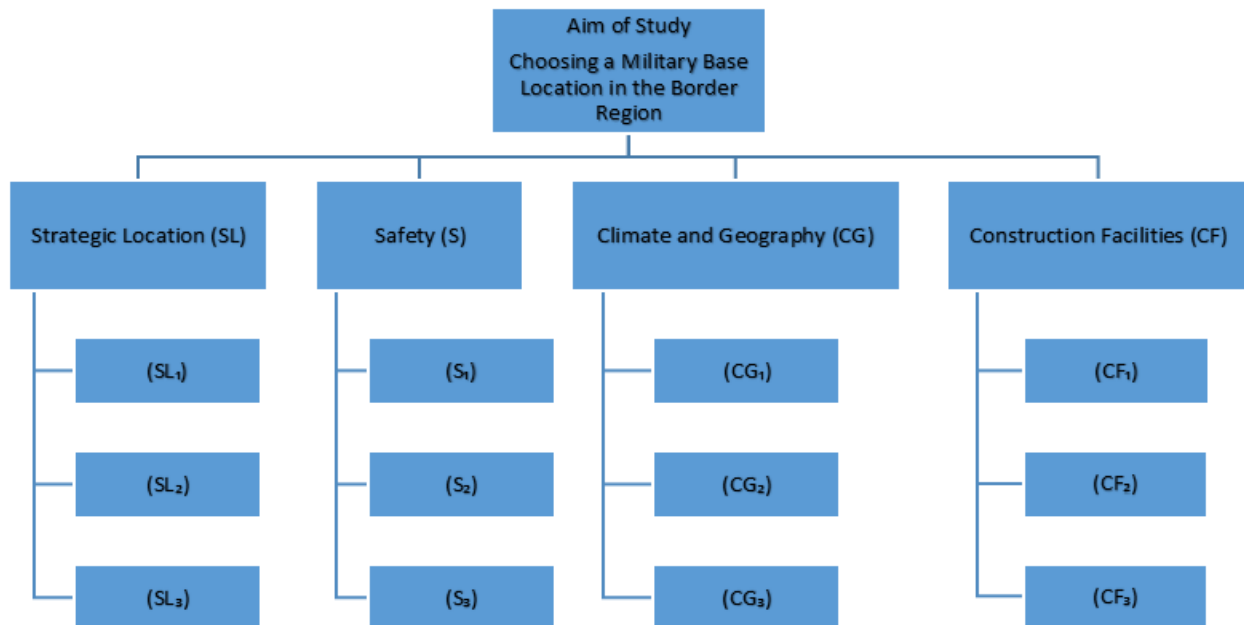 Aim of Study
Choosing a Military Base
Location in the Border
Region
Strategic Location (SL)
Safety (S)
Climate and Geography (CG)
Construction Facilities (CF)
(SL₁)
(S₁)
(CG₁)
(CF₁)
(SL₂)
(S₂)
(CG₂)
(CF₂)
(SL₃)
(S₃)
(CG₃)
(CF₃)